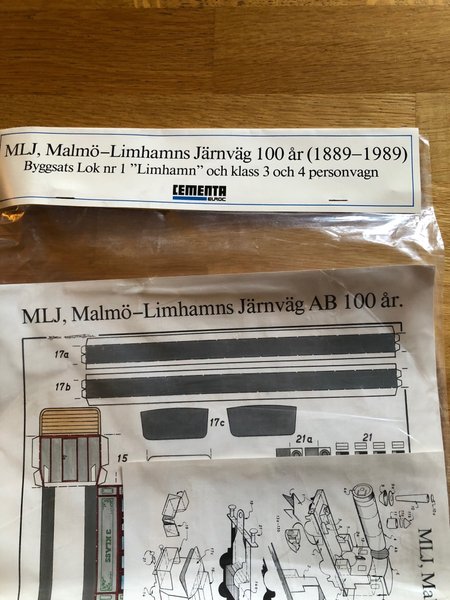 MLJ, Malmö–Limhamns Järnväg 100 år (1889–1989)
Byggsats Lok nr 1 "Limhamn" och klass 3 och 4 personvagn
CEMENTA
EUROC
MLJ, Malmö–Limhamns Järnväg AB 100 år.
17a
17b
17c
15
21a
21
3 KLASS
MLJ, Ma